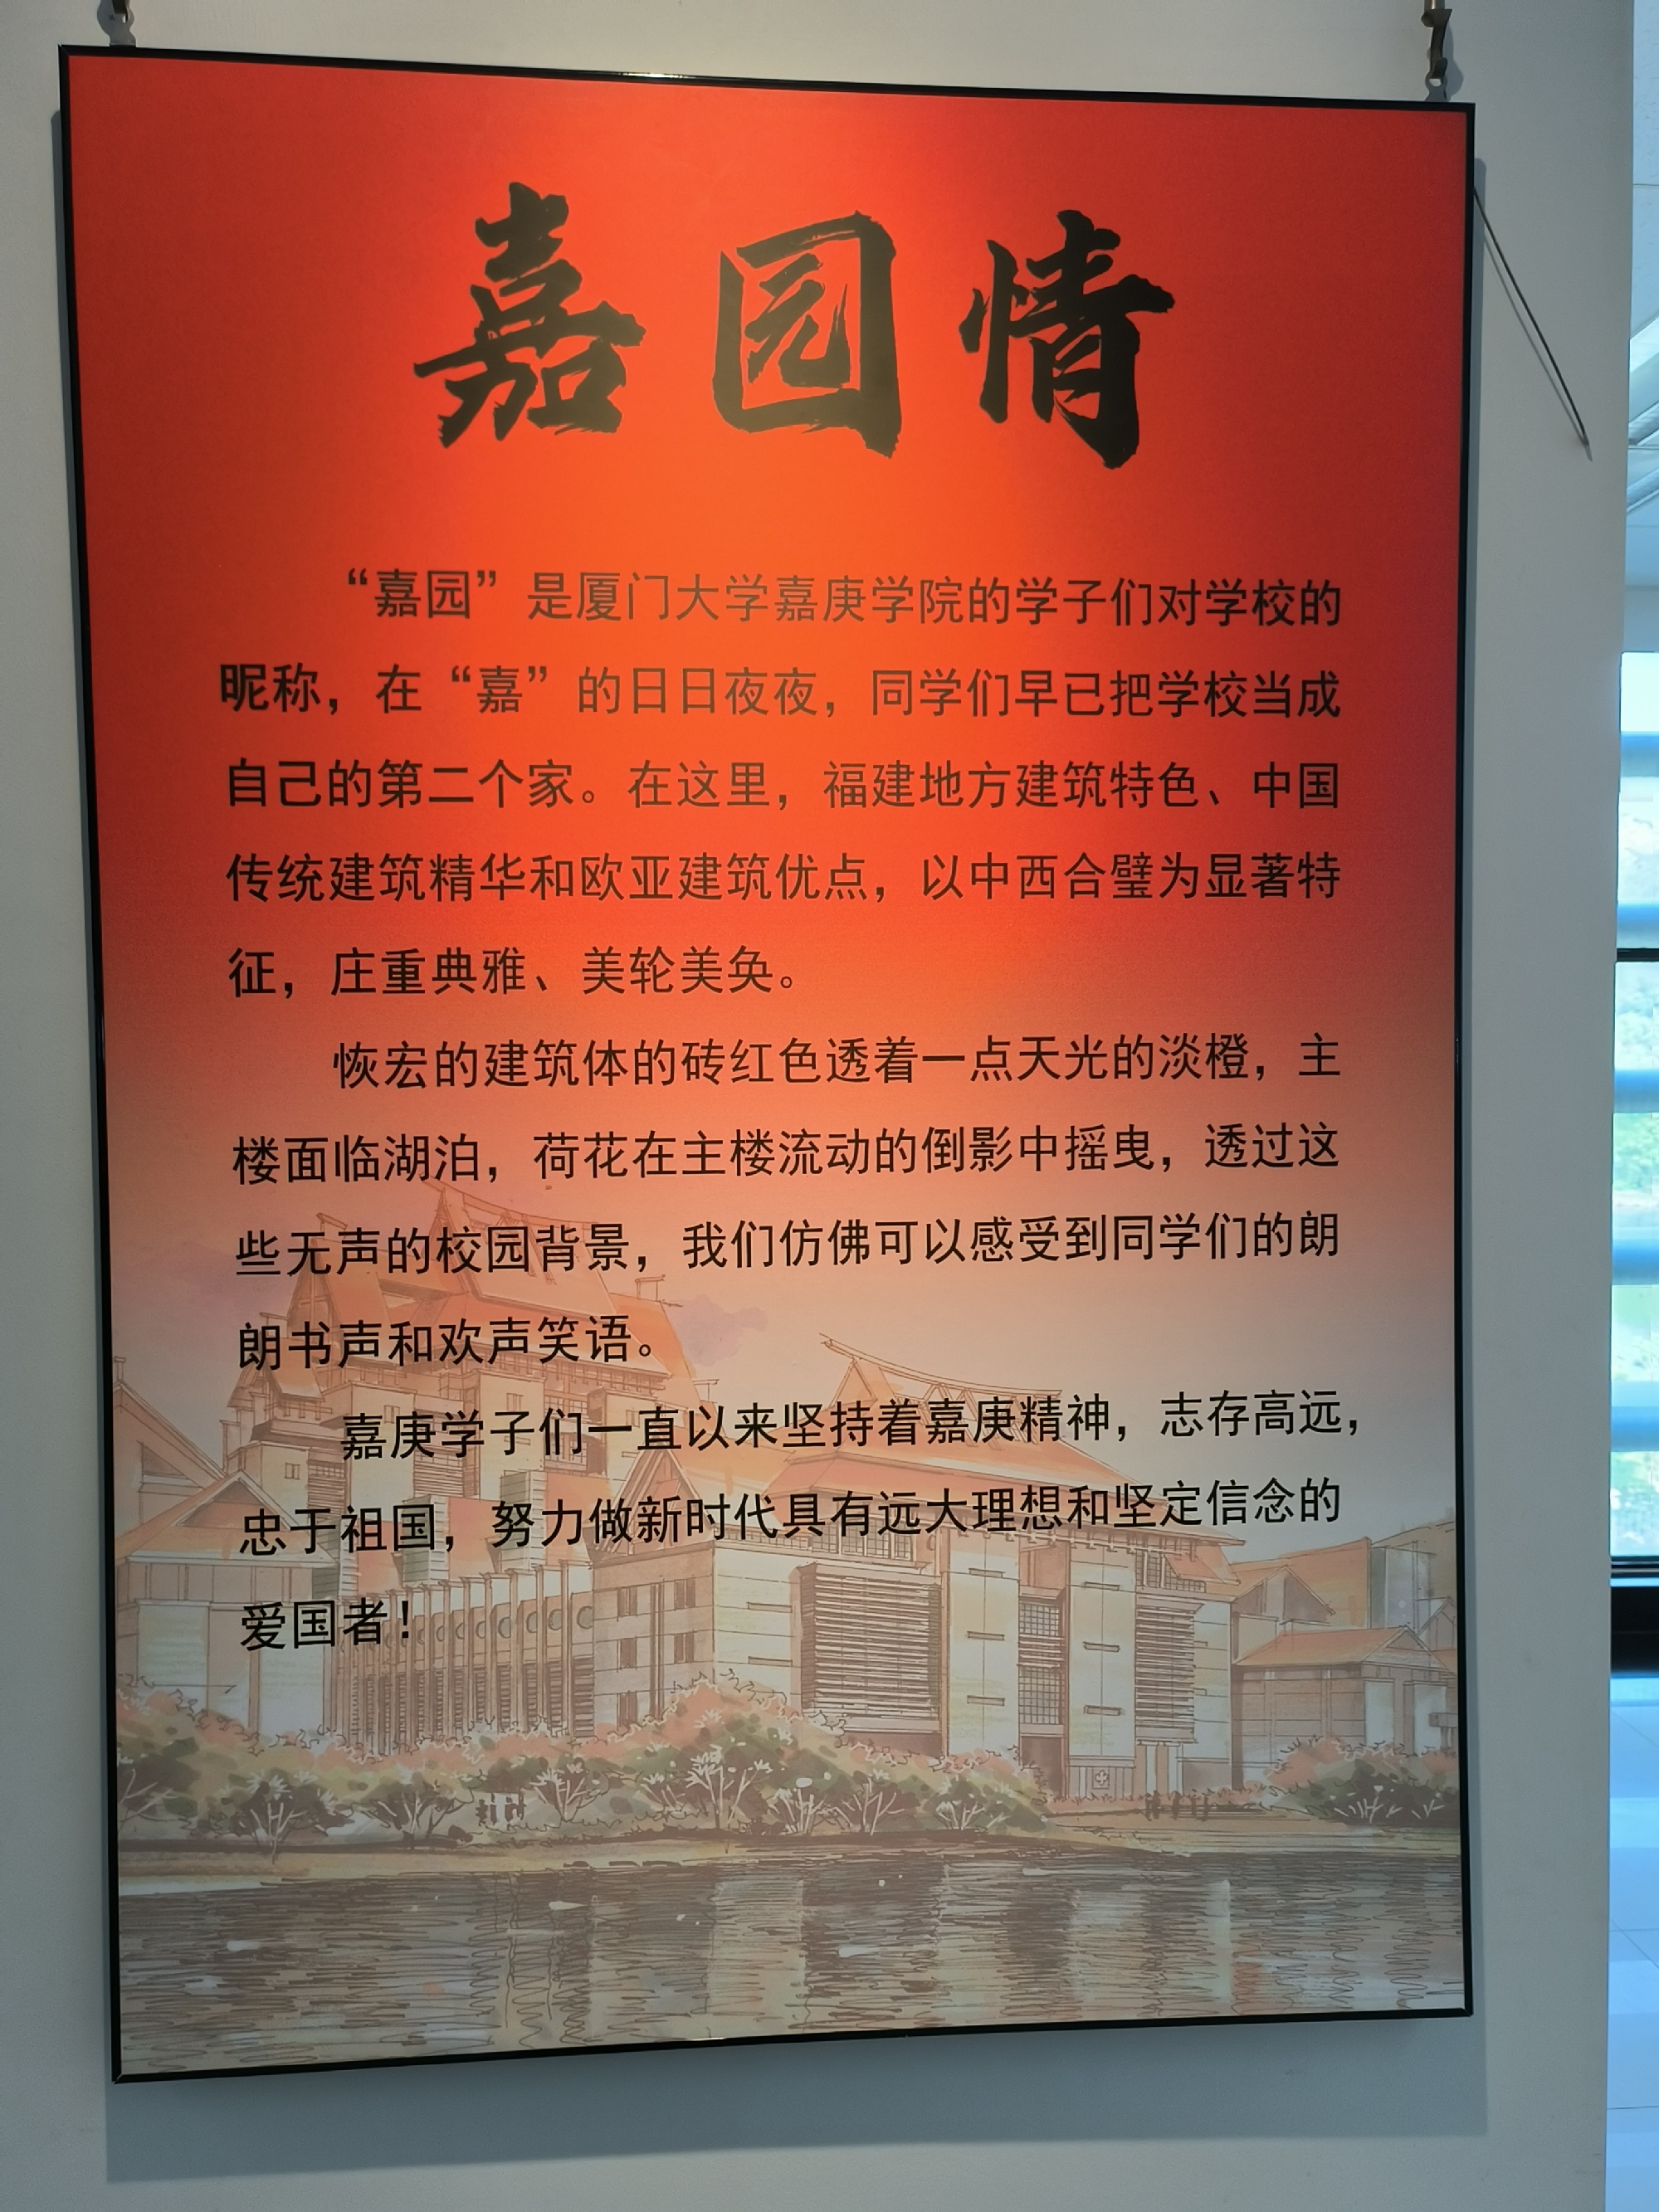 嘉园情
“嘉园”是厦门大学嘉庚学院的学子们对学校的
昵称，在“嘉”的日日夜夜，同学们早已把学校当成
自己的第二个家。在这里，福建地方建筑特色、中国
传统建筑精华和欧亚建筑优点，以中西合璧为显著特
征，庄重典雅、美轮美奂。
恢宏的建筑体的砖红色透着一点天光的淡橙，主
楼面临湖泊，荷花在主楼流动的倒影中摇曳，透过这
些无声的校园背景，我们仿佛可以感受到同学们的朗
朗书声和欢声笑语。
嘉庚学子们一直以来坚持着嘉庚精神，志存高远，
忠于祖国，努力做新时代具有远大理想和坚定信念的
爱国者！